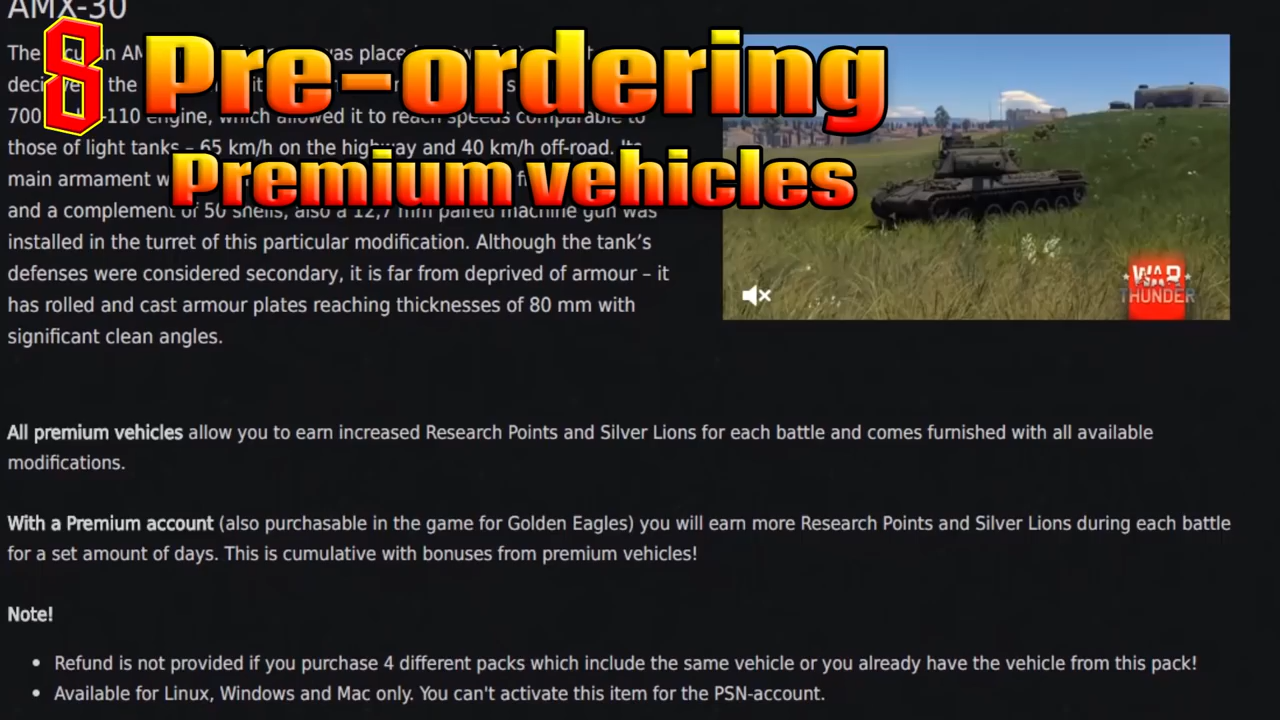 AMX-30
8 Pre-ordering
Premium vehicles
The
was place
the
700 -110 engine, which allowed it to reach speeds comparable to
those of light tanks – 65 km/h on the highway and 40 km/h off-road. Its
main armament
and a complement of 50 shells, also a 12,7 mm paired machine gun was
installed in the turret of this particular modification. Although the tank's
defenses were considered secondary, it is far from deprived of armour – it
has rolled and cast armour plates reaching thicknesses of 80 mm with
significant clean angles.
WAR
THUNDER
All premium vehicles allow you to earn increased Research Points and Silver Lions for each battle and comes furnished with all available
modifications.
With a Premium account (also purchasable in the game for Golden Eagles) you will earn more Research Points and Silver Lions during each battle
for a set amount of days. This is cumulative with bonuses from premium vehicles!
Note!
• Refund is not provided if you purchase 4 different packs which include the same vehicle or you already have the vehicle from this pack!
• Available for Linux, Windows and Mac only. You can't activate this item for the PSN-account.